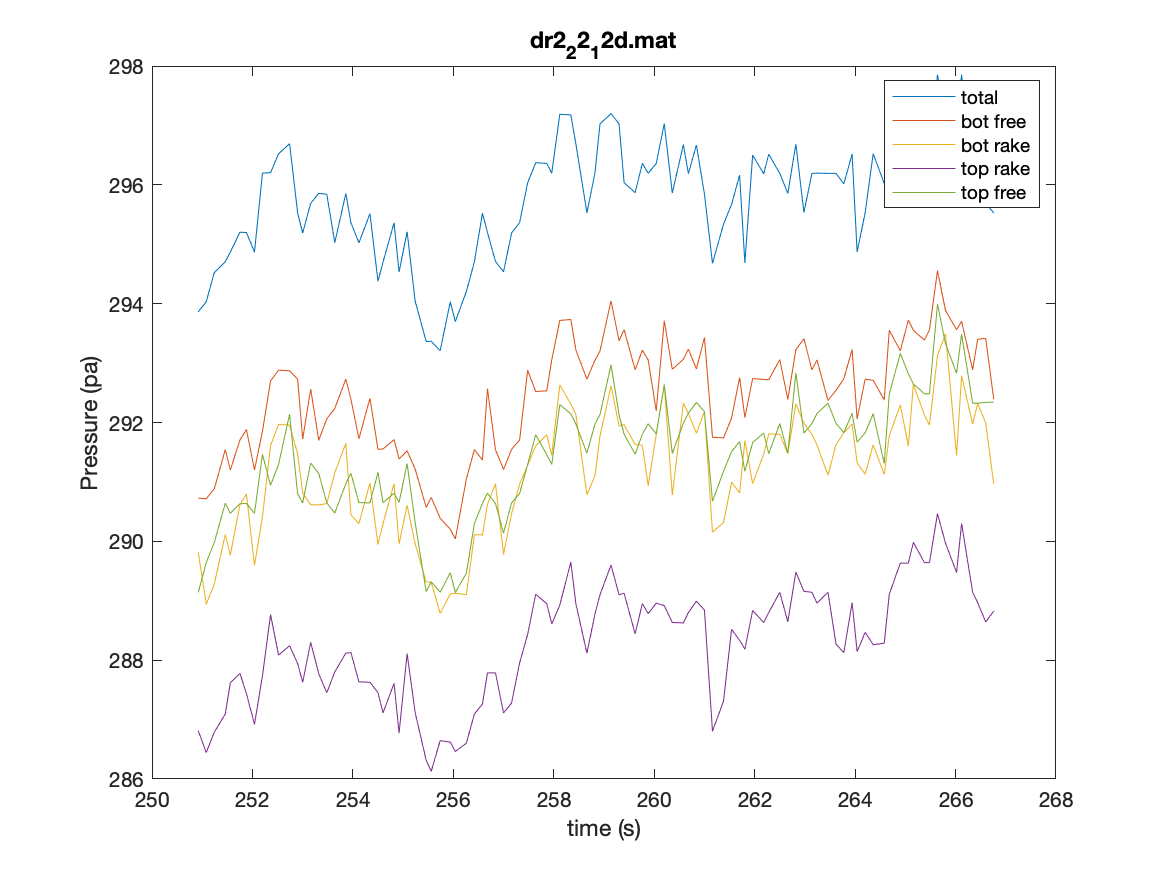 dr2₂2₁2d.mat
298
296
294
292
290
288
286
Pressure (pa)
total
bot free
bot rake
top rake
top free
250 252 254 256 258 260 262 264 266 268
time (s)